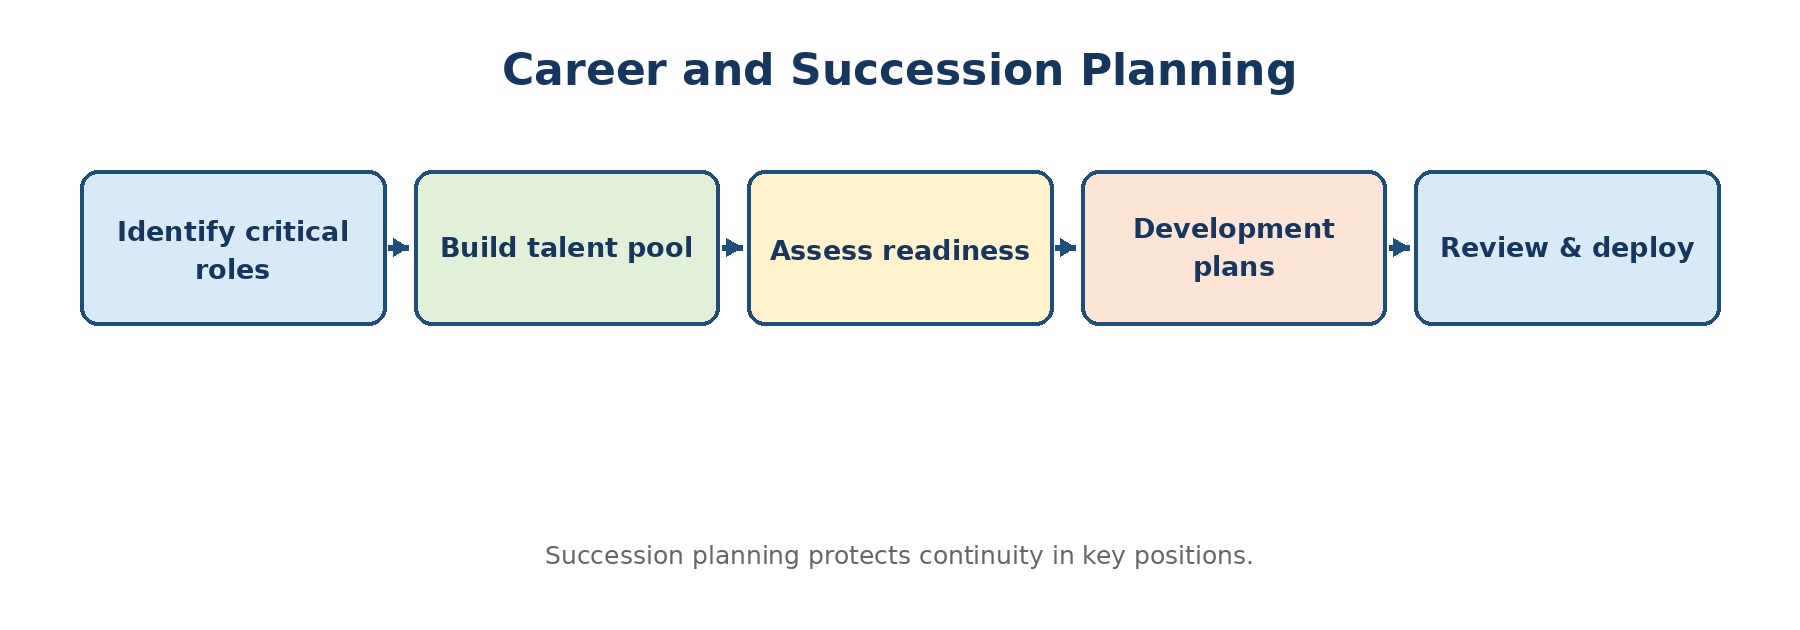 Career and Succession Planning
Identify critical
roles
Build talent pool
Assess readiness
Development
plans
Review & deploy
Succession planning protects continuity in key positions.